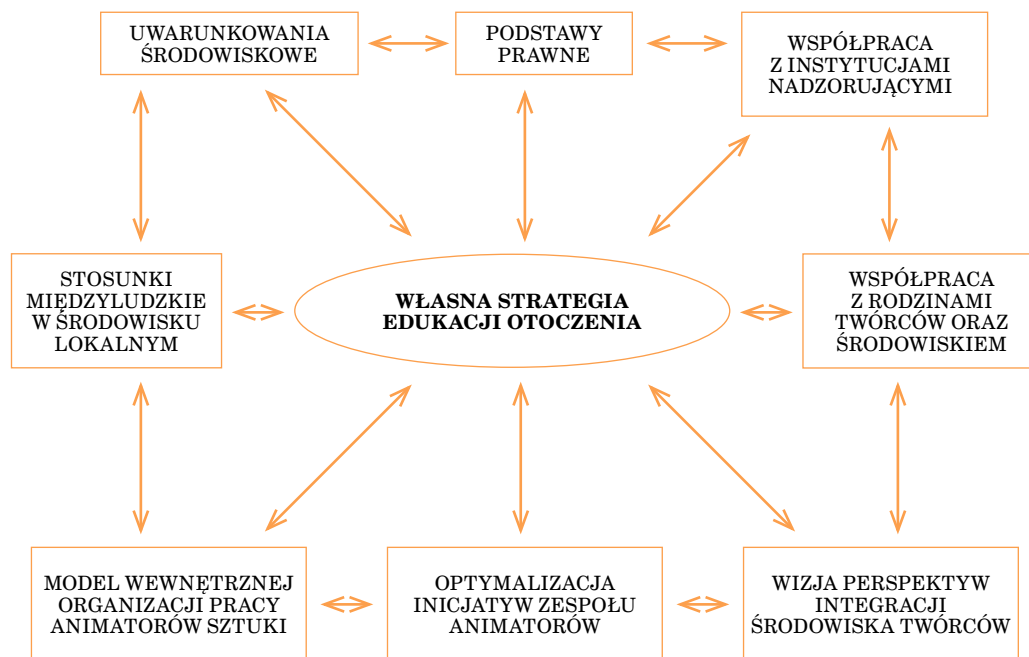 UWARUNKOWANIA
ŚRODOWISKOWE
PODSTAWY
PRAWNE
WSPÓŁPRACA
Z INSTYTUCJAMI
NADZORUJĄCYMI
STOSUNKI
MIĘDZYLUDZKIE
W ŚRODOWISKU
LOKALNYM
WŁASNA STRATEGIA
EDUKACJI OTOCZENIA
WSPÓŁPRACA
Z RODZINAMI
TWÓRCÓW ORAZ
ŚRODOWISKIEM
MODEL WEWNĘTRZNEJ
ORGANIZACJI PRACY
ANIMATORÓW SZTUKI
OPTYMALIZACJA
INICJATYW ZESPOŁU
ANIMATORÓW
WIZJA PERSPEKTYW
INTEGRACJI
ŚRODOWISKA TWÓRCÓW